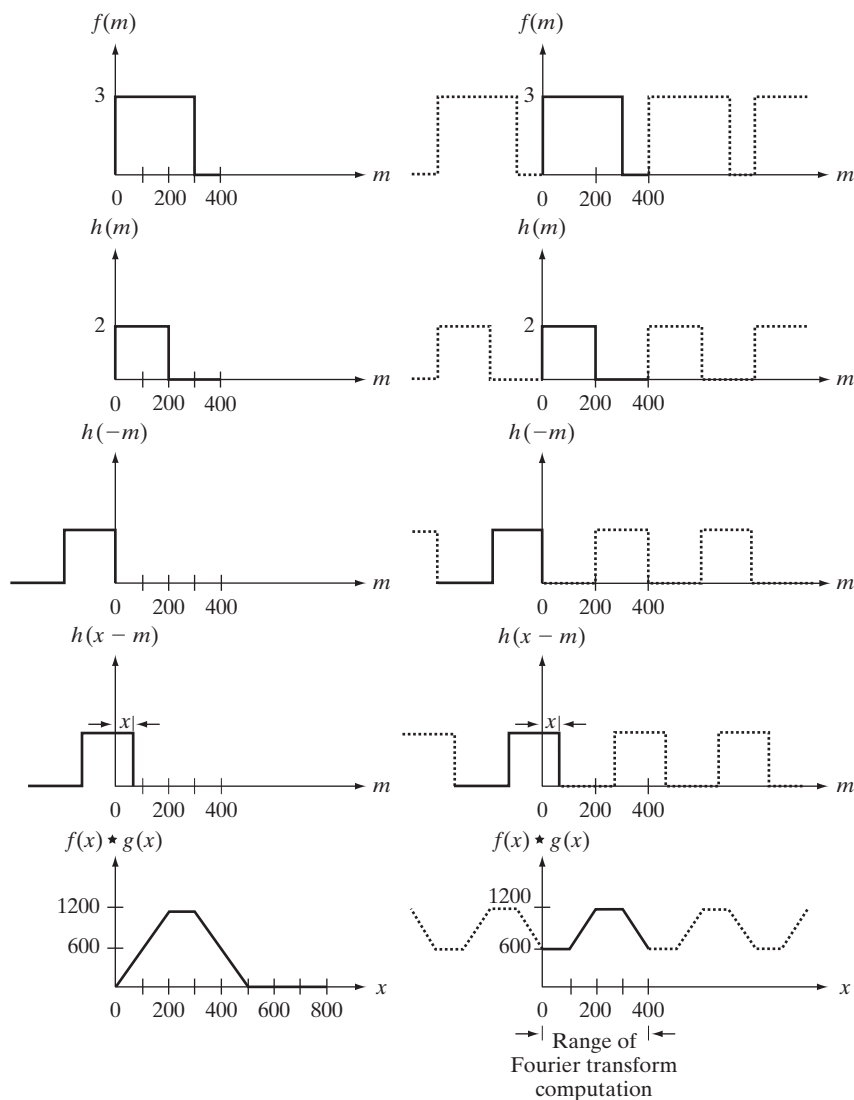 f(m) f(m)
3 3
m m
0 200 400 0 200 400
h(m) h(m)
2 2
m m
0 200 400 0 200 400
h(−m) h(−m)
m m
0 200 400 0 200 400
h(x − m) h(x − m)
x x
m m
0 200 400 0 200 400
f(x) ★ g(x) f(x) ★ g(x)
1200 1200
600 600
x x
0 200 400 600 800 0 200 400
Range of
Fourier transform
computation